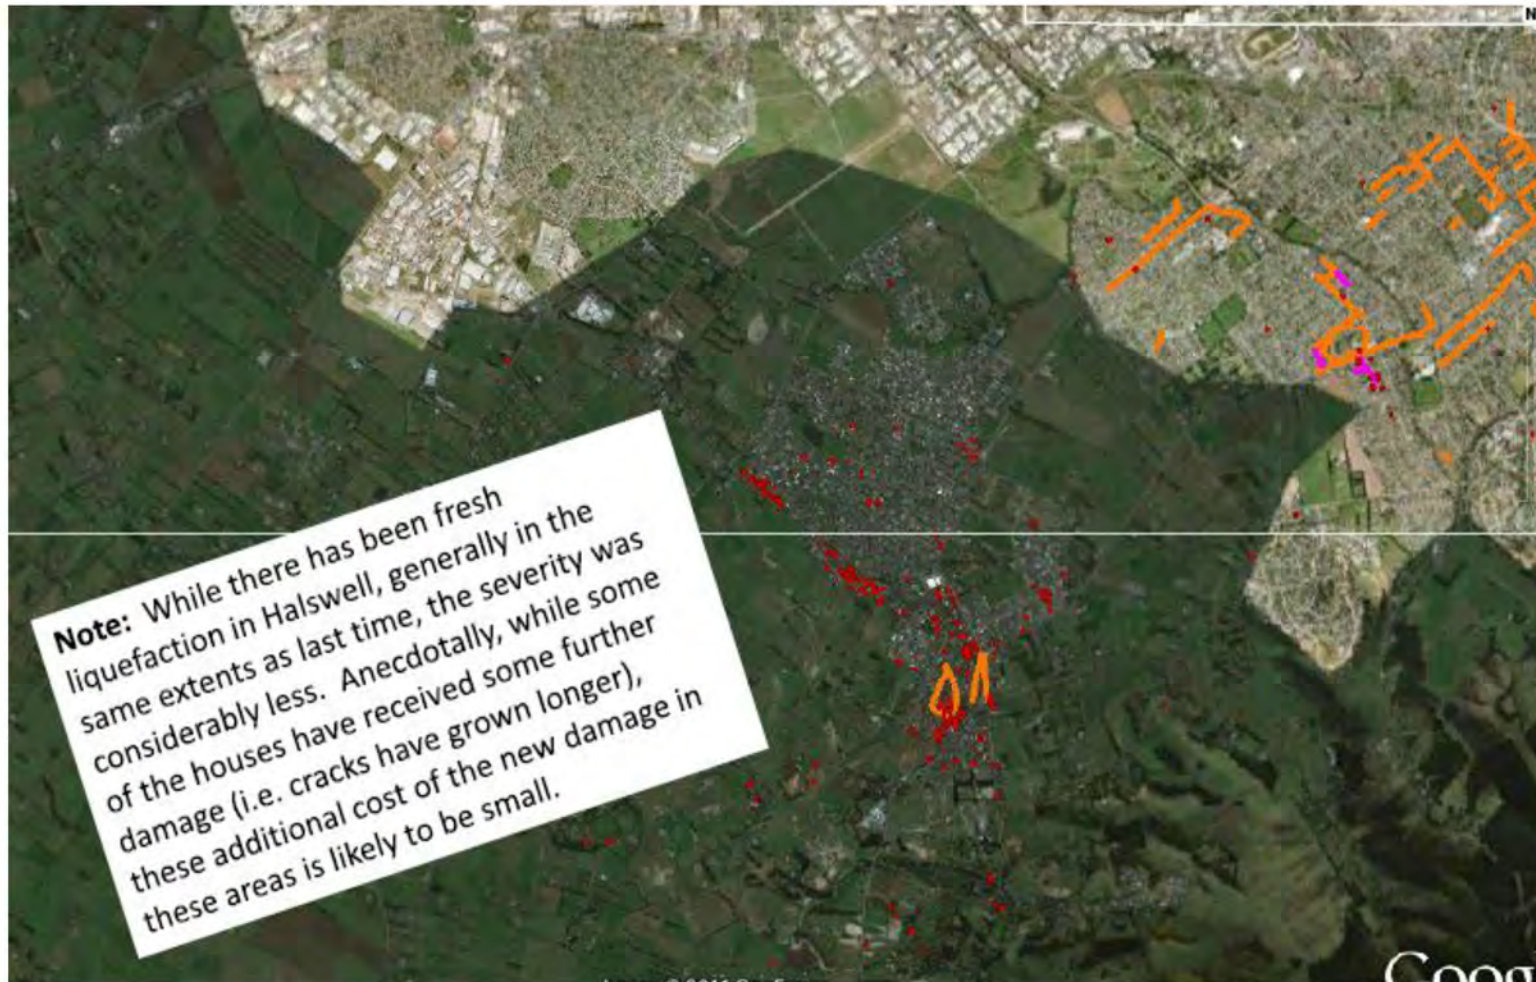 N
Note: While there has been fresh
liquefaction in Halswell, generally in the
same extents as last time, the severity was
considerably less. Anecdotally, while some
of the houses have received some further
damage (i.e. cracks have grown longer),
these additional cost of the new damage in
these areas is likely to be small.
Goog